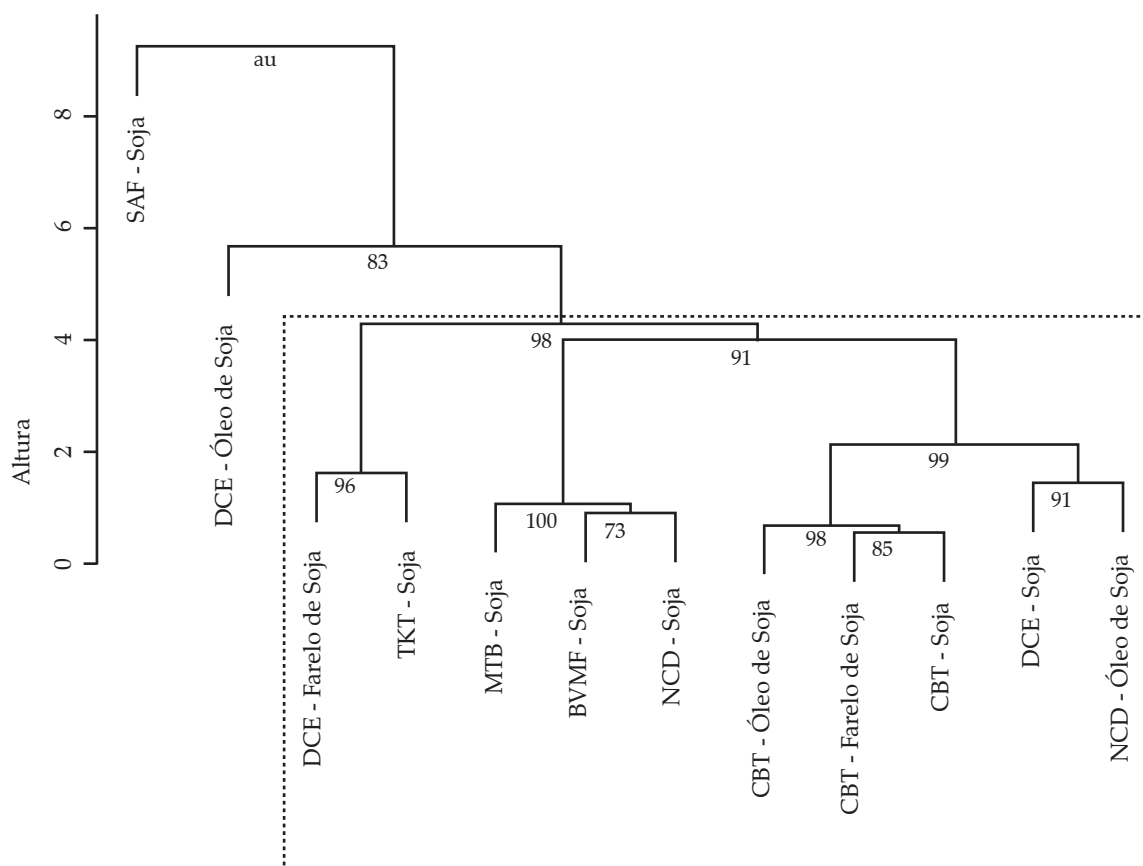 au
8
SAF - Soja
6
83
4
98
91
DCE - Óleo de Soja
Altura
2
99
96
91
100
73
98
85
0
DCE - Farelo de Soja
TKT - Soja
MTB - Soja
BVMF - Soja
NCD - Soja
CBT - Óleo de Soja
CBT - Farelo de Soja
CBT - Soja
DCE - Soja
NCD - Óleo de Soja